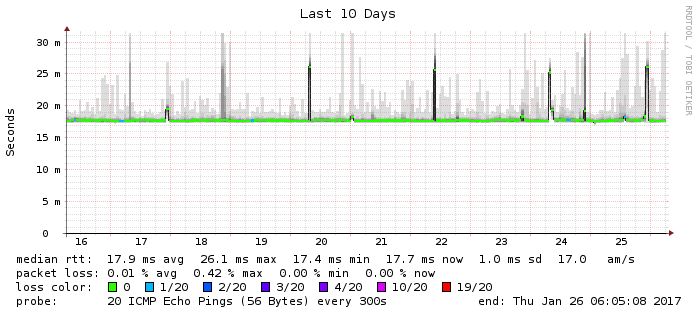 Last 10 Days
RRDTOOL / TOBI OETIKER
Seconds
30 m
25 m
20 m
15 m
10 m
5 m
0
16 17 18 19 20 21 22 23 24 25
median rtt: 17.9 ms avg 26.1 ms max 17.4 ms min 17.7 ms now 1.0 ms sd 17.0 am/s
packet loss: 0.01 % avg 0.42 % max 0.00 % min 0.00 % now
loss color: 0 1/20 2/20 3/20 4/20 10/20 19/20
probe: 20 ICMP Echo Pings (56 Bytes) every 300s end: Thu Jan 26 06:05:08 2017